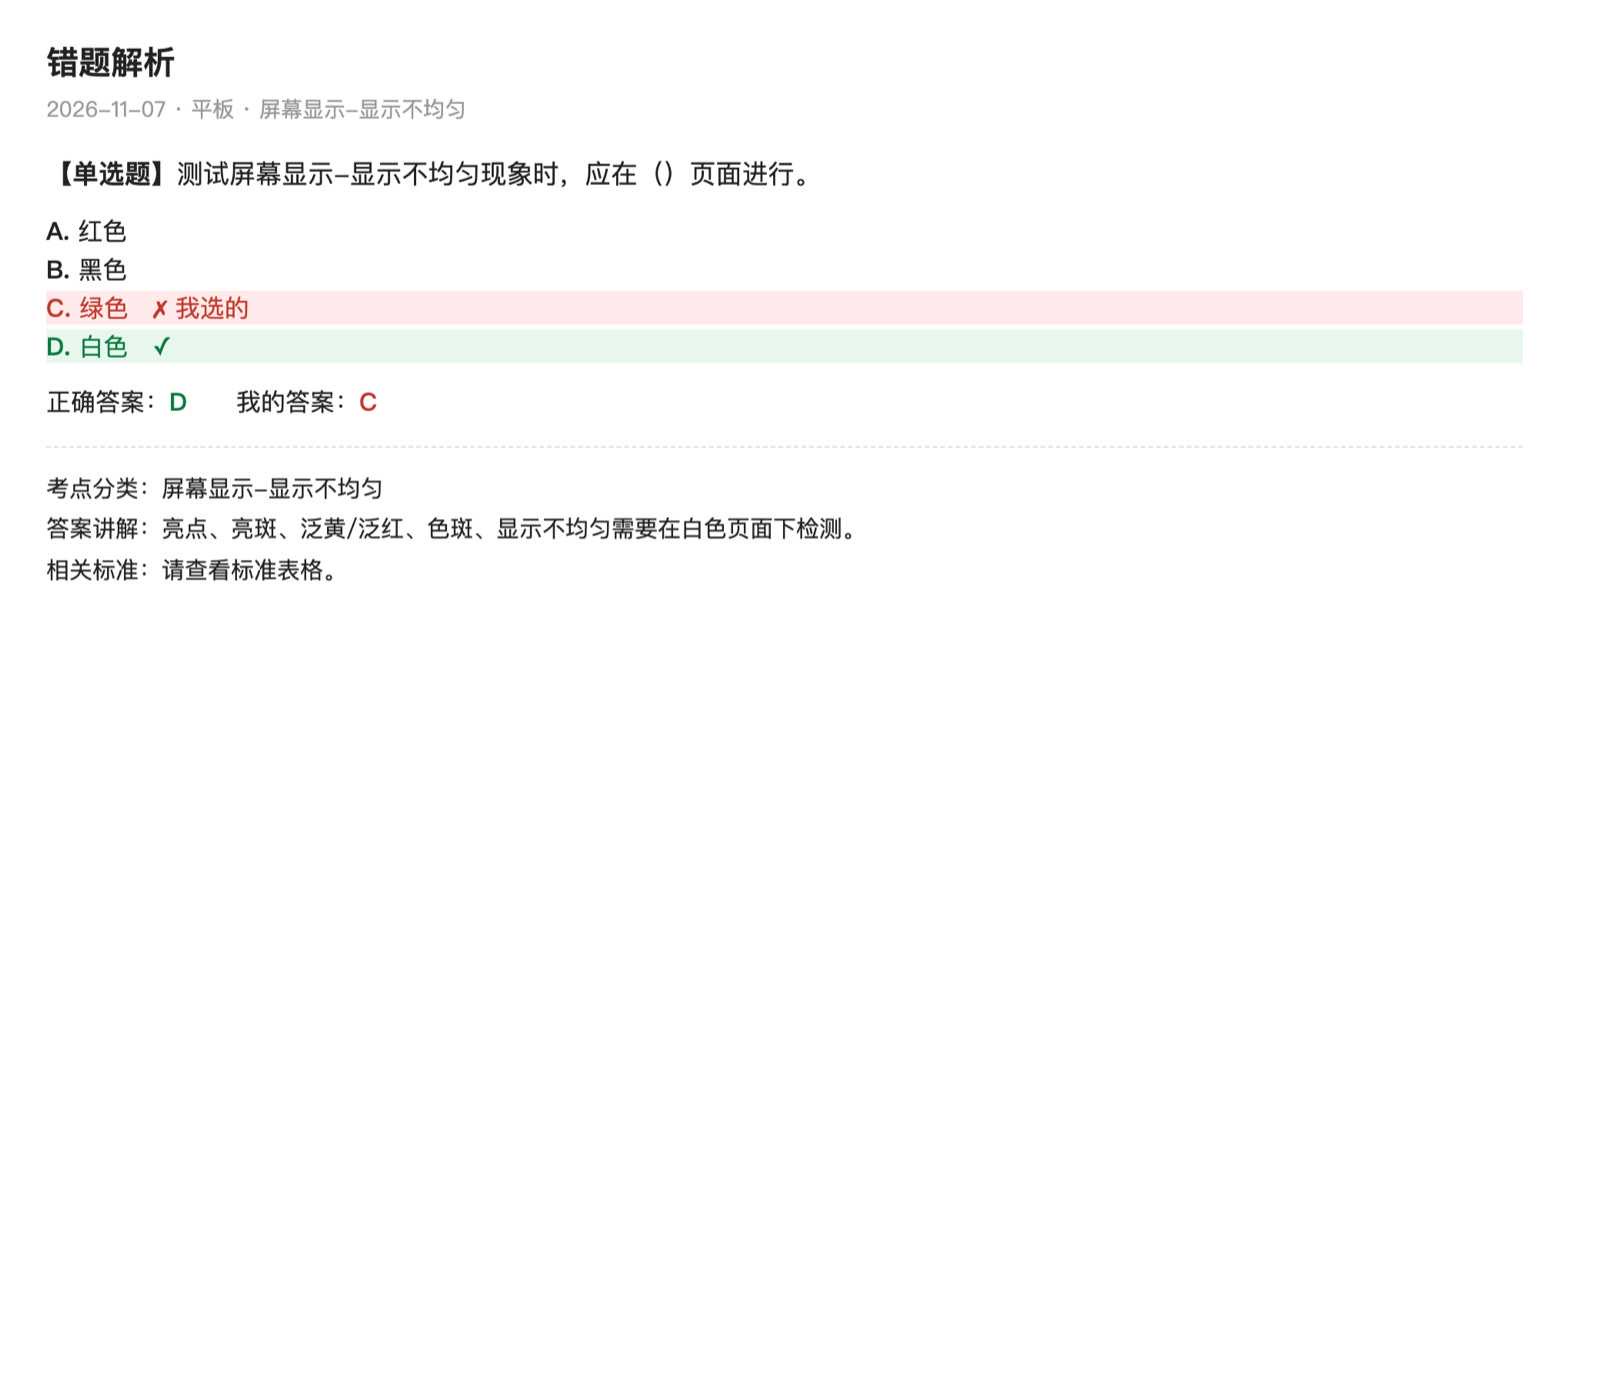 错题解析
2026-11-07 · 平板 · 屏幕显示-显示不均匀
【单选题】测试屏幕显示-显示不均匀现象时，应在（）页面进行。
A. 红色
B. 黑色
C. 绿色 ✗ 我选的
D. 白色 ✓
正确答案：D 我的答案：C
考点分类：屏幕显示-显示不均匀
答案讲解：亮点、亮斑、泛黄/泛红、色斑、显示不均匀需要在白色页面下检测。
相关标准：请查看标准表格。